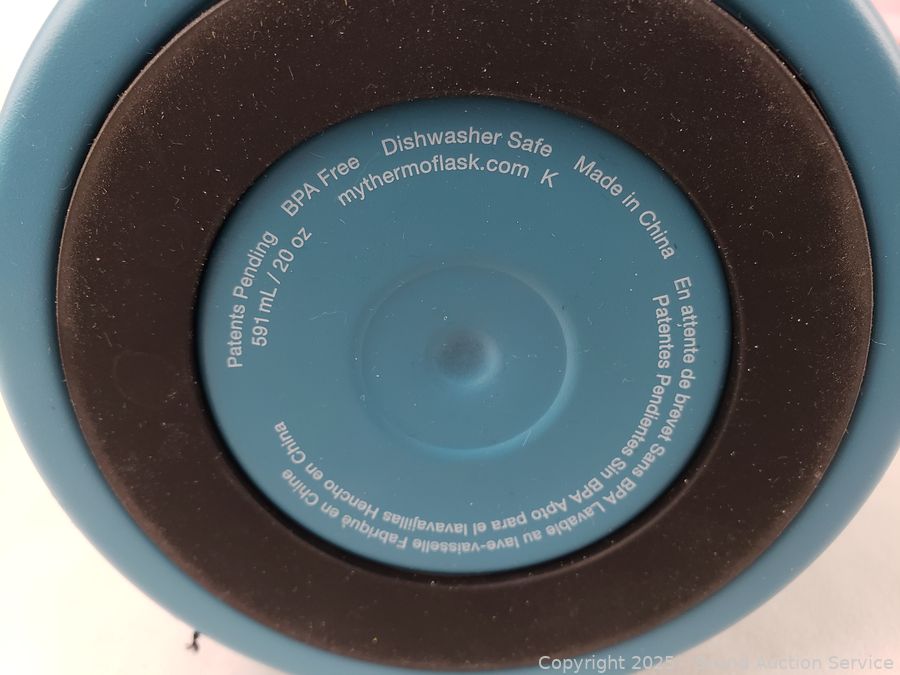 Patents Pending BPA Free Dishwasher Safe Made in China
591 mL / 20 oz mythermoflask.com K
En attente de brevet Sans BPA Lavable au lave-vaisselle Fabriqué en Chine
Patentes Pendientes Sin BPA Apto para el lavavajillas Hencho en China
Copyright 2025 Auction Service